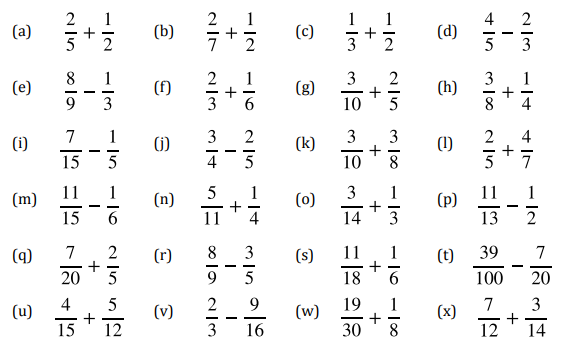 (a) 2/5 + 1/2 (b) 2/7 + 1/2 (c) 1/3 + 1/2 (d) 4/5 − 2/3
(e) 8/9 − 1/3 (f) 2/3 + 1/6 (g) 3/10 + 2/5 (h) 3/8 + 1/4
(i) 7/15 − 1/5 (j) 3/4 − 2/5 (k) 3/10 + 3/8 (l) 2/5 + 4/7
(m) 11/15 − 1/6 (n) 5/11 + 1/4 (o) 3/14 + 1/3 (p) 11/13 − 1/2
(q) 7/20 + 2/5 (r) 8/9 − 3/5 (s) 11/18 + 1/6 (t) 39/100 − 7/20
(u) 4/15 + 5/12 (v) 2/3 − 9/16 (w) 19/30 + 1/8 (x) 7/12 + 3/14